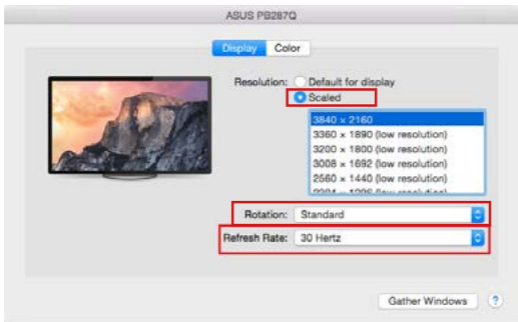 ASUS PB287Q
Display Color
Resolution: Default for display
Scaled
3840 × 2160
3360 × 1890 (low resolution)
3200 × 1800 (low resolution)
3008 × 1692 (low resolution)
2560 × 1440 (low resolution)
Rotation: Standard
Refresh Rate: 30 Hertz
Gather Windows ?